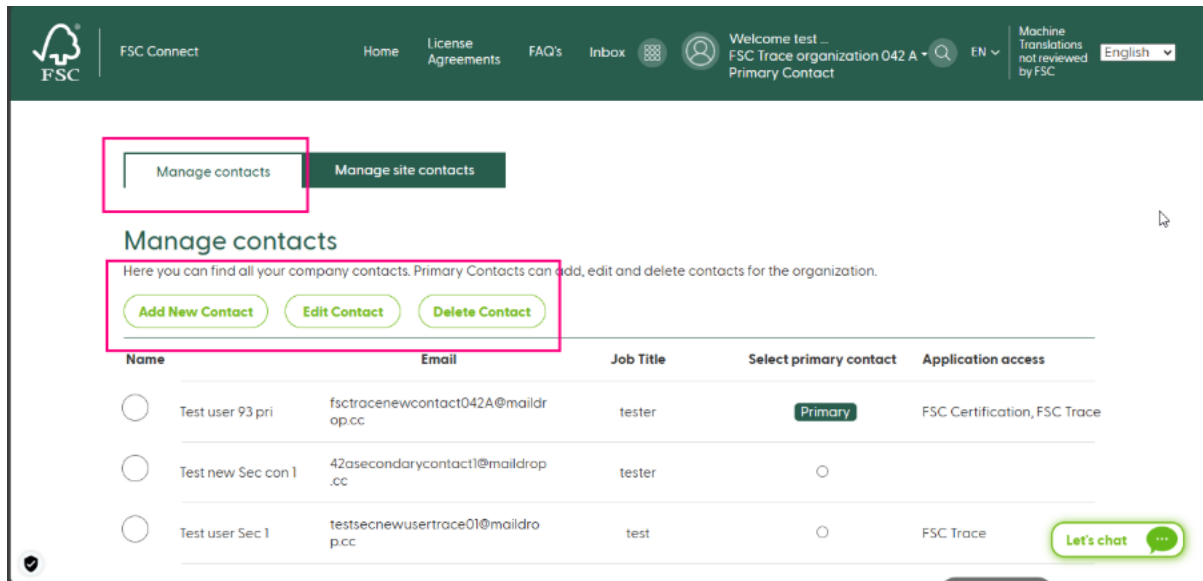 FSC
FSC Connect
Home
License
Agreements
FAQ's
Inbox
Welcome test ...
FSC Trace organization 042 A
Primary Contact
EN
Machine
Translations
not reviewed
by FSC
English
Manage contacts
Manage site contacts
Manage contacts
Here you can find all your company contacts. Primary Contacts can add, edit and delete contacts for the organization.
Add New Contact
Edit Contact
Delete Contact
Name Email Job Title Select primary contact Application access
Test user 93 pri
fsctracenewcontact042A@maildr
op.cc
tester
Primary
FSC Certification, FSC Trace
Test new Sec con 1
42asecondarycontact1@maildrop
.cc
tester
Test user Sec 1
testsecnewusertrace01@maildro
p.cc
test
FSC Trace
Let's chat